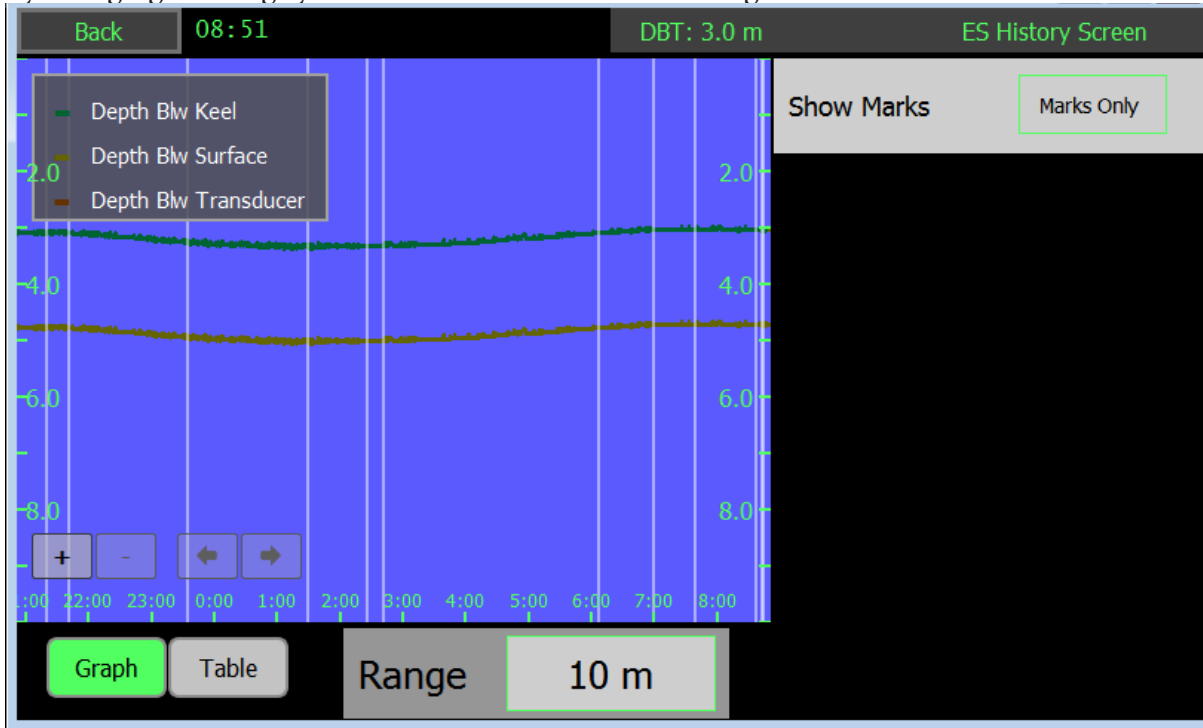 Back 08:51 DBT: 3.0 m ES History Screen
Depth Blw Keel
Depth Blw Surface
Depth Blw Transducer
Show Marks Marks Only
2.0 2.0
4.0 4.0
6.0 6.0
8.0 8.0
+ -
:00 22:00 23:00 0:00 1:00 2:00 3:00 4:00 5:00 6:00 7:00 8:00
Graph Table Range 10 m